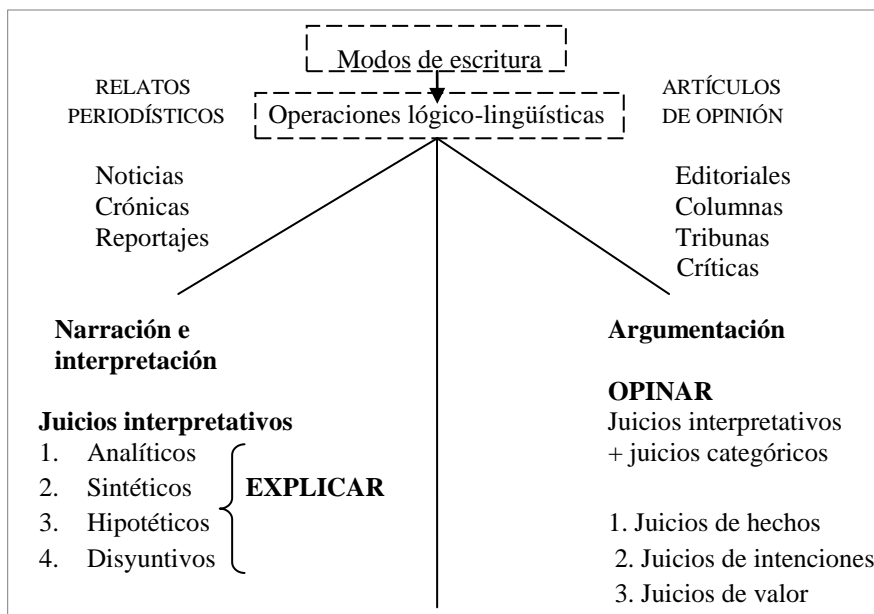 Modos de escritura
RELATOS
PERIODÍSTICOS
Operaciones lógico-lingüísticas
ARTÍCULOS
DE OPINIÓN
Noticias
Crónicas
Reportajes
Editoriales
Columnas
Tribunas
Críticas
Narración e
interpretación
Juicios interpretativos
1. Analíticos
2. Sintéticos
3. Hipotéticos
4. Disyuntivos
EXPLICAR
Argumentación
OPINAR
Juicios interpretativos
+ juicios categóricos
1. Juicios de hechos
2. Juicios de intenciones
3. Juicios de valor